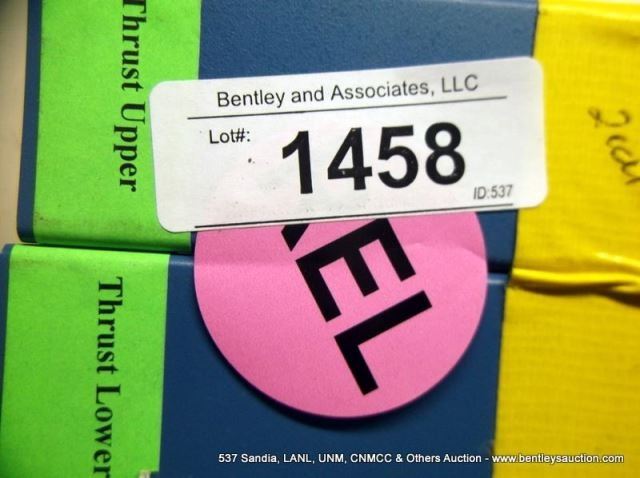 Thrust Upper
Bentley and Associates, LLC
Lot#:
1458
ID:537
EL
Thrust Lower
537 Sandia, LANL, UNM, CNMCC & Others Auction - www.bentleysauction.com